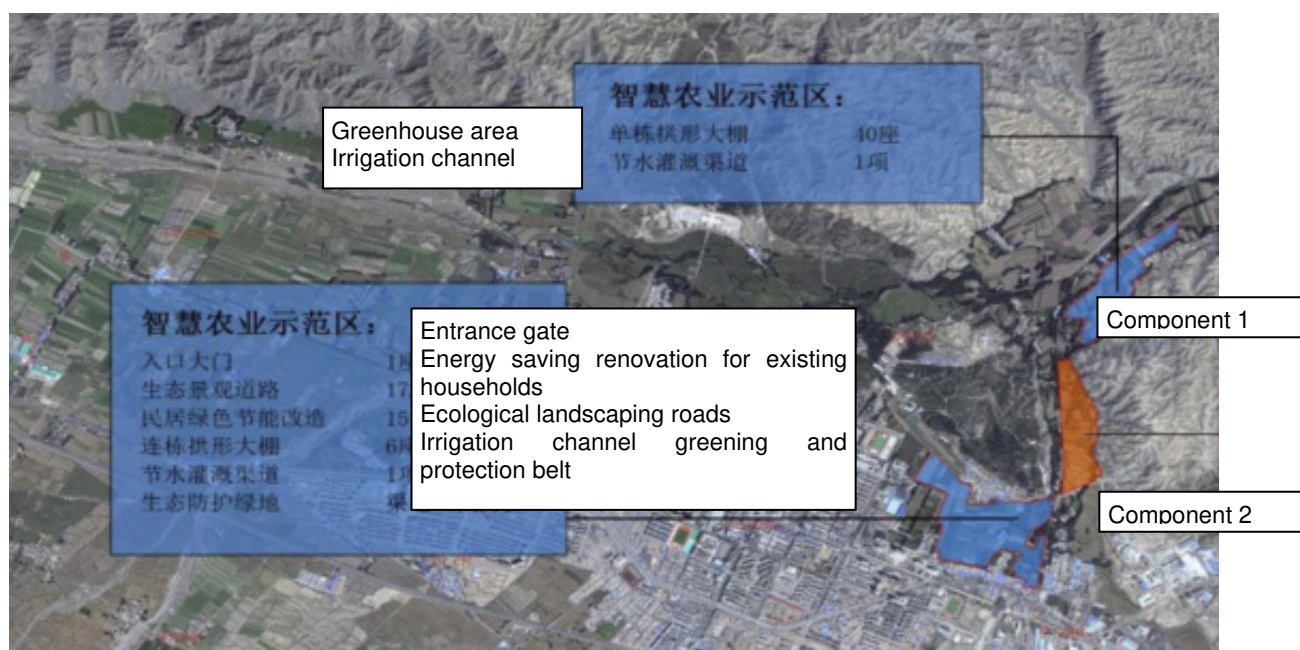 智慧农业示范区：
单栋拱形大棚 40座
节水灌溉渠道 1项
Greenhouse area
Irrigation channel
Component 1
智慧农业示范区：
入口大门
生态景观道路
民居绿色节能改造
连栋拱形大棚
节水灌溉渠道
生态防护绿地
Entrance gate
Energy saving renovation for existing
households
Ecological landscaping roads
Irrigation channel greening and
protection belt
Component 2